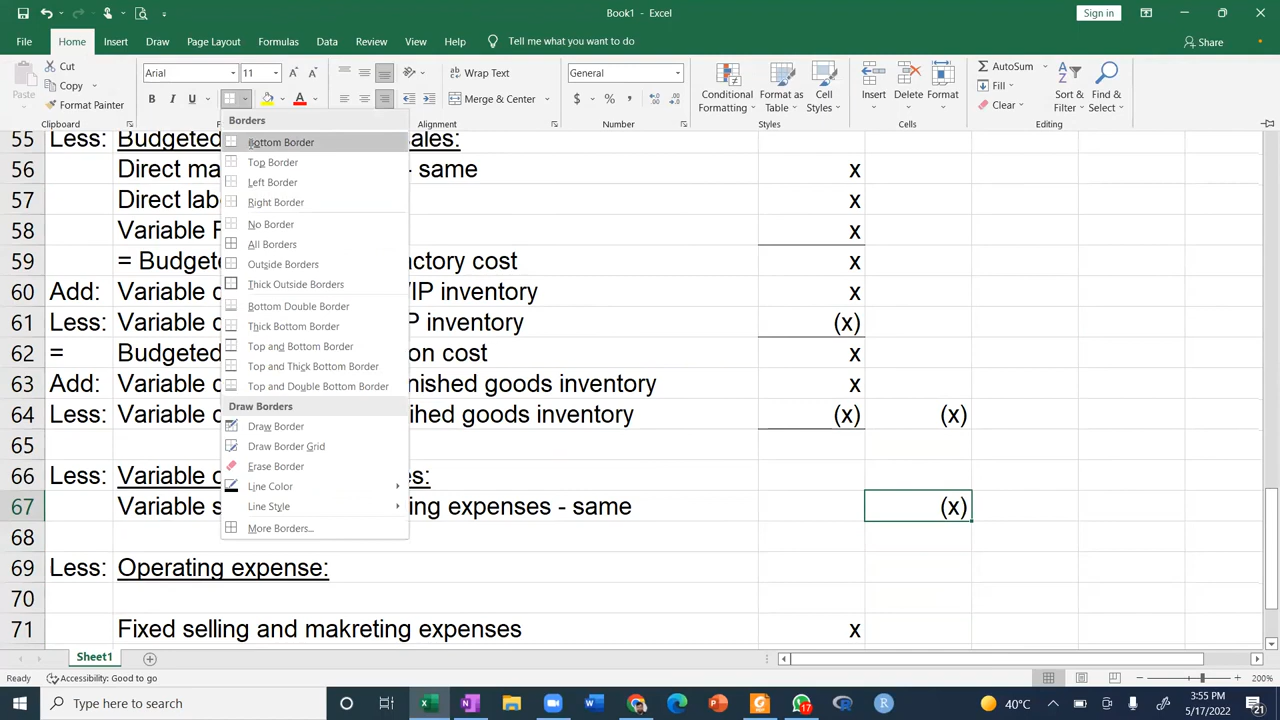 Book1 - Excel
Sign in
File Home Insert Draw Page Layout Formulas Data Review View Help Tell me what you want to do Share
Paste
Cut
Copy
Format Painter
Clipboard
Arial 11
B I U
Wrap Text
Merge & Center
Alignment
General
$ % ,
Number
Conditional Formatting
Format as Table
Cell Styles
Styles
Insert
Delete
Format
Cells
AutoSum
Fill
Clear
Sort & Filter
Find & Select
Editing
Borders
Bottom Border
Top Border
Left Border
Right Border
No Border
All Borders
Outside Borders
Thick Outside Borders
Bottom Double Border
Thick Bottom Border
Top and Bottom Border
Top and Thick Bottom Border
Top and Double Bottom Border
Draw Borders
Draw Border
Draw Border Grid
Erase Border
Line Color
Line Style
More Borders...
55 Less: Budgeted ales:
56 Direct ma - same x
57 Direct lab x
58 Variable F x
59 = Budgete ctory cost x
60 Add: Variable c IP inventory x
61 Less: Variable c P inventory (x)
62 = Budgeted on cost x
63 Add: Variable c nished goods inventory x
64 Less: Variable c ished goods inventory (x) (x)
65
66 Less: Variable c es:
67 Variable s ing expenses - same (x)
68
69 Less: Operating expense:
70
71 Fixed selling and makreting expenses x
Sheet1
Ready Accessibility: Good to go 200%
Type here to search
17
40°C
3:55 PM
5/17/2022
21